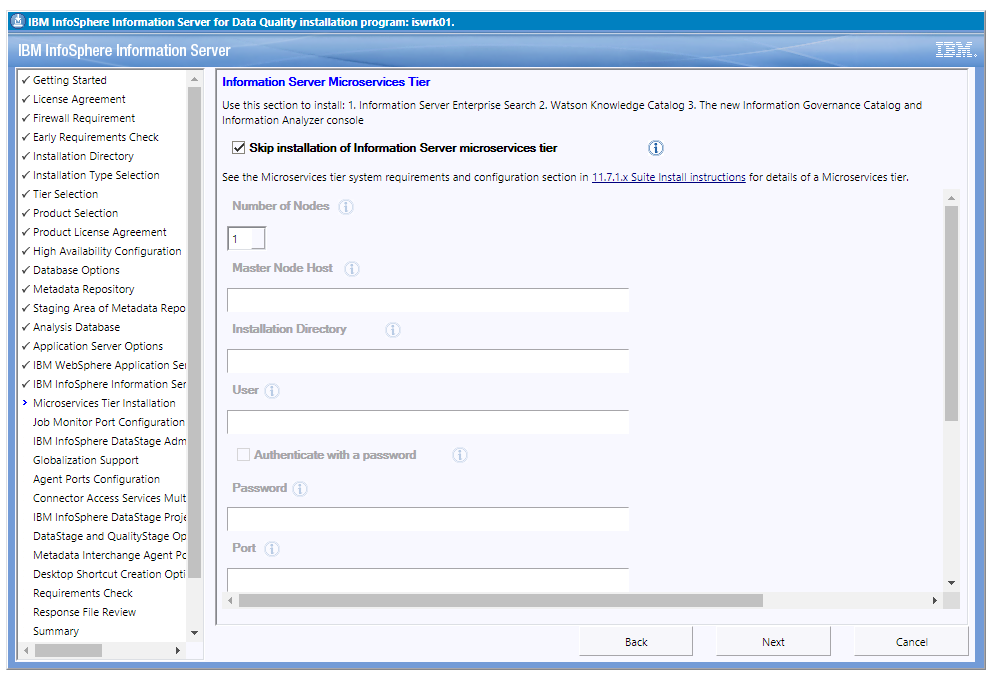 IBM InfoSphere Information Server for Data Quality installation program: iswrk01.
IBM InfoSphere Information Server
IBM.
Getting Started
License Agreement
Firewall Requirement
Early Requirements Check
Installation Directory
Installation Type Selection
Tier Selection
Product Selection
Product License Agreement
High Availability Configuration
Database Options
Metadata Repository
Staging Area of Metadata Repo
Analysis Database
Application Server Options
IBM WebSphere Application Ser
IBM InfoSphere Information Ser
Microservices Tier Installation
Job Monitor Port Configuration
IBM InfoSphere DataStage Adm
Globalization Support
Agent Ports Configuration
Connector Access Services Mult
IBM InfoSphere DataStage Proje
DataStage and QualityStage Op
Metadata Interchange Agent Po
Desktop Shortcut Creation Opti
Requirements Check
Response File Review
Summary
Information Server Microservices Tier
Use this section to install: 1. Information Server Enterprise Search 2. Watson Knowledge Catalog 3. The new Information Governance Catalog and
Information Analyzer console
Skip installation of Information Server microservices tier
See the Microservices tier system requirements and configuration section in 11.7.1.x Suite Install instructions for details of a Microservices tier.
Number of Nodes
1
Master Node Host
Installation Directory
User
Authenticate with a password
Password
Port
Back
Next
Cancel